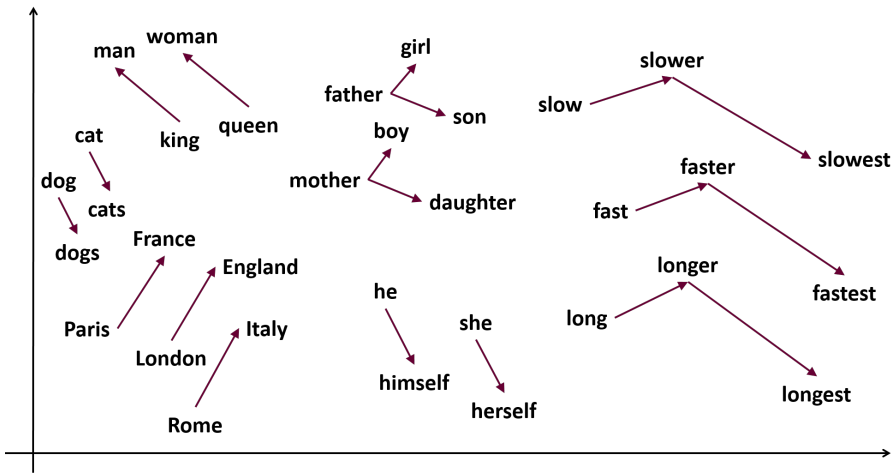 man
woman
king
queen
cat
cats
dog
dogs
France
Paris
England
London
Italy
Rome
girl
father
son
boy
mother
daughter
he
himself
she
herself
slower
slow
slowest
faster
fast
fastest
longer
long
longest